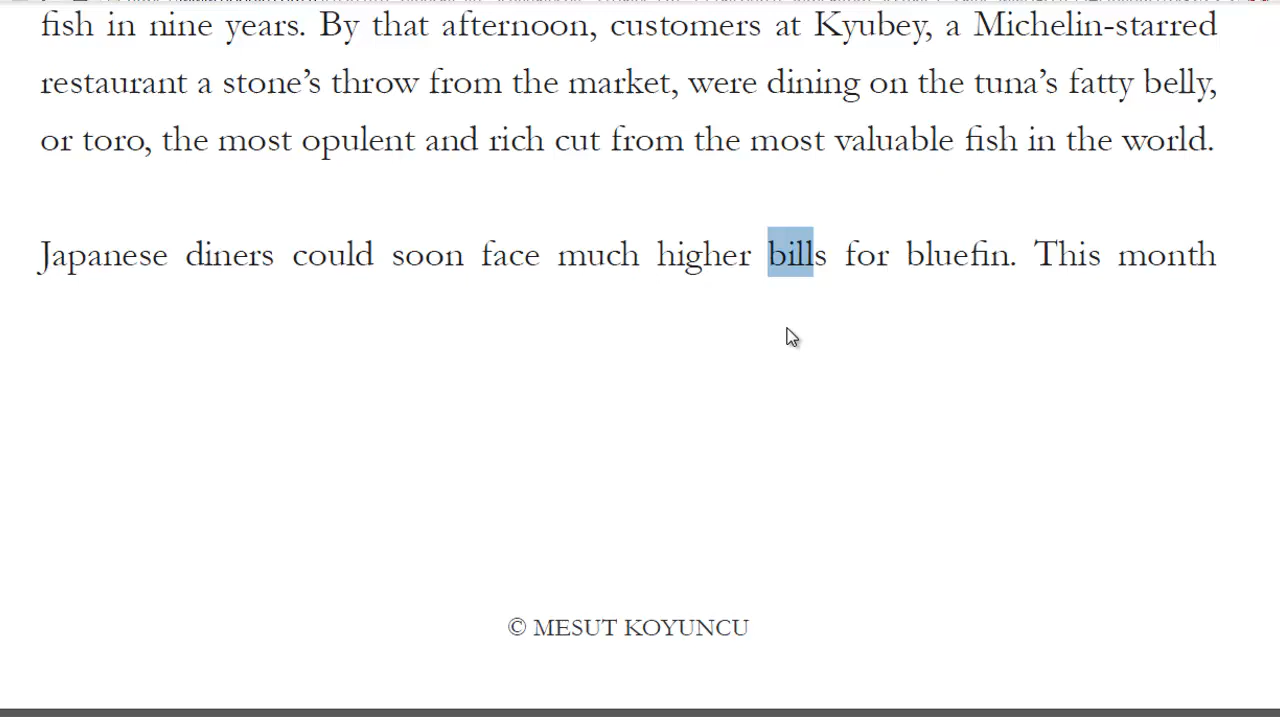 fish in nine years. By that afternoon, customers at Kyubey, a Michelin-starred
restaurant a stone’s throw from the market, were dining on the tuna’s fatty belly,
or toro, the most opulent and rich cut from the most valuable fish in the world.
Japanese diners could soon face much higher bills for bluefin. This month
© MESUT KOYUNCU